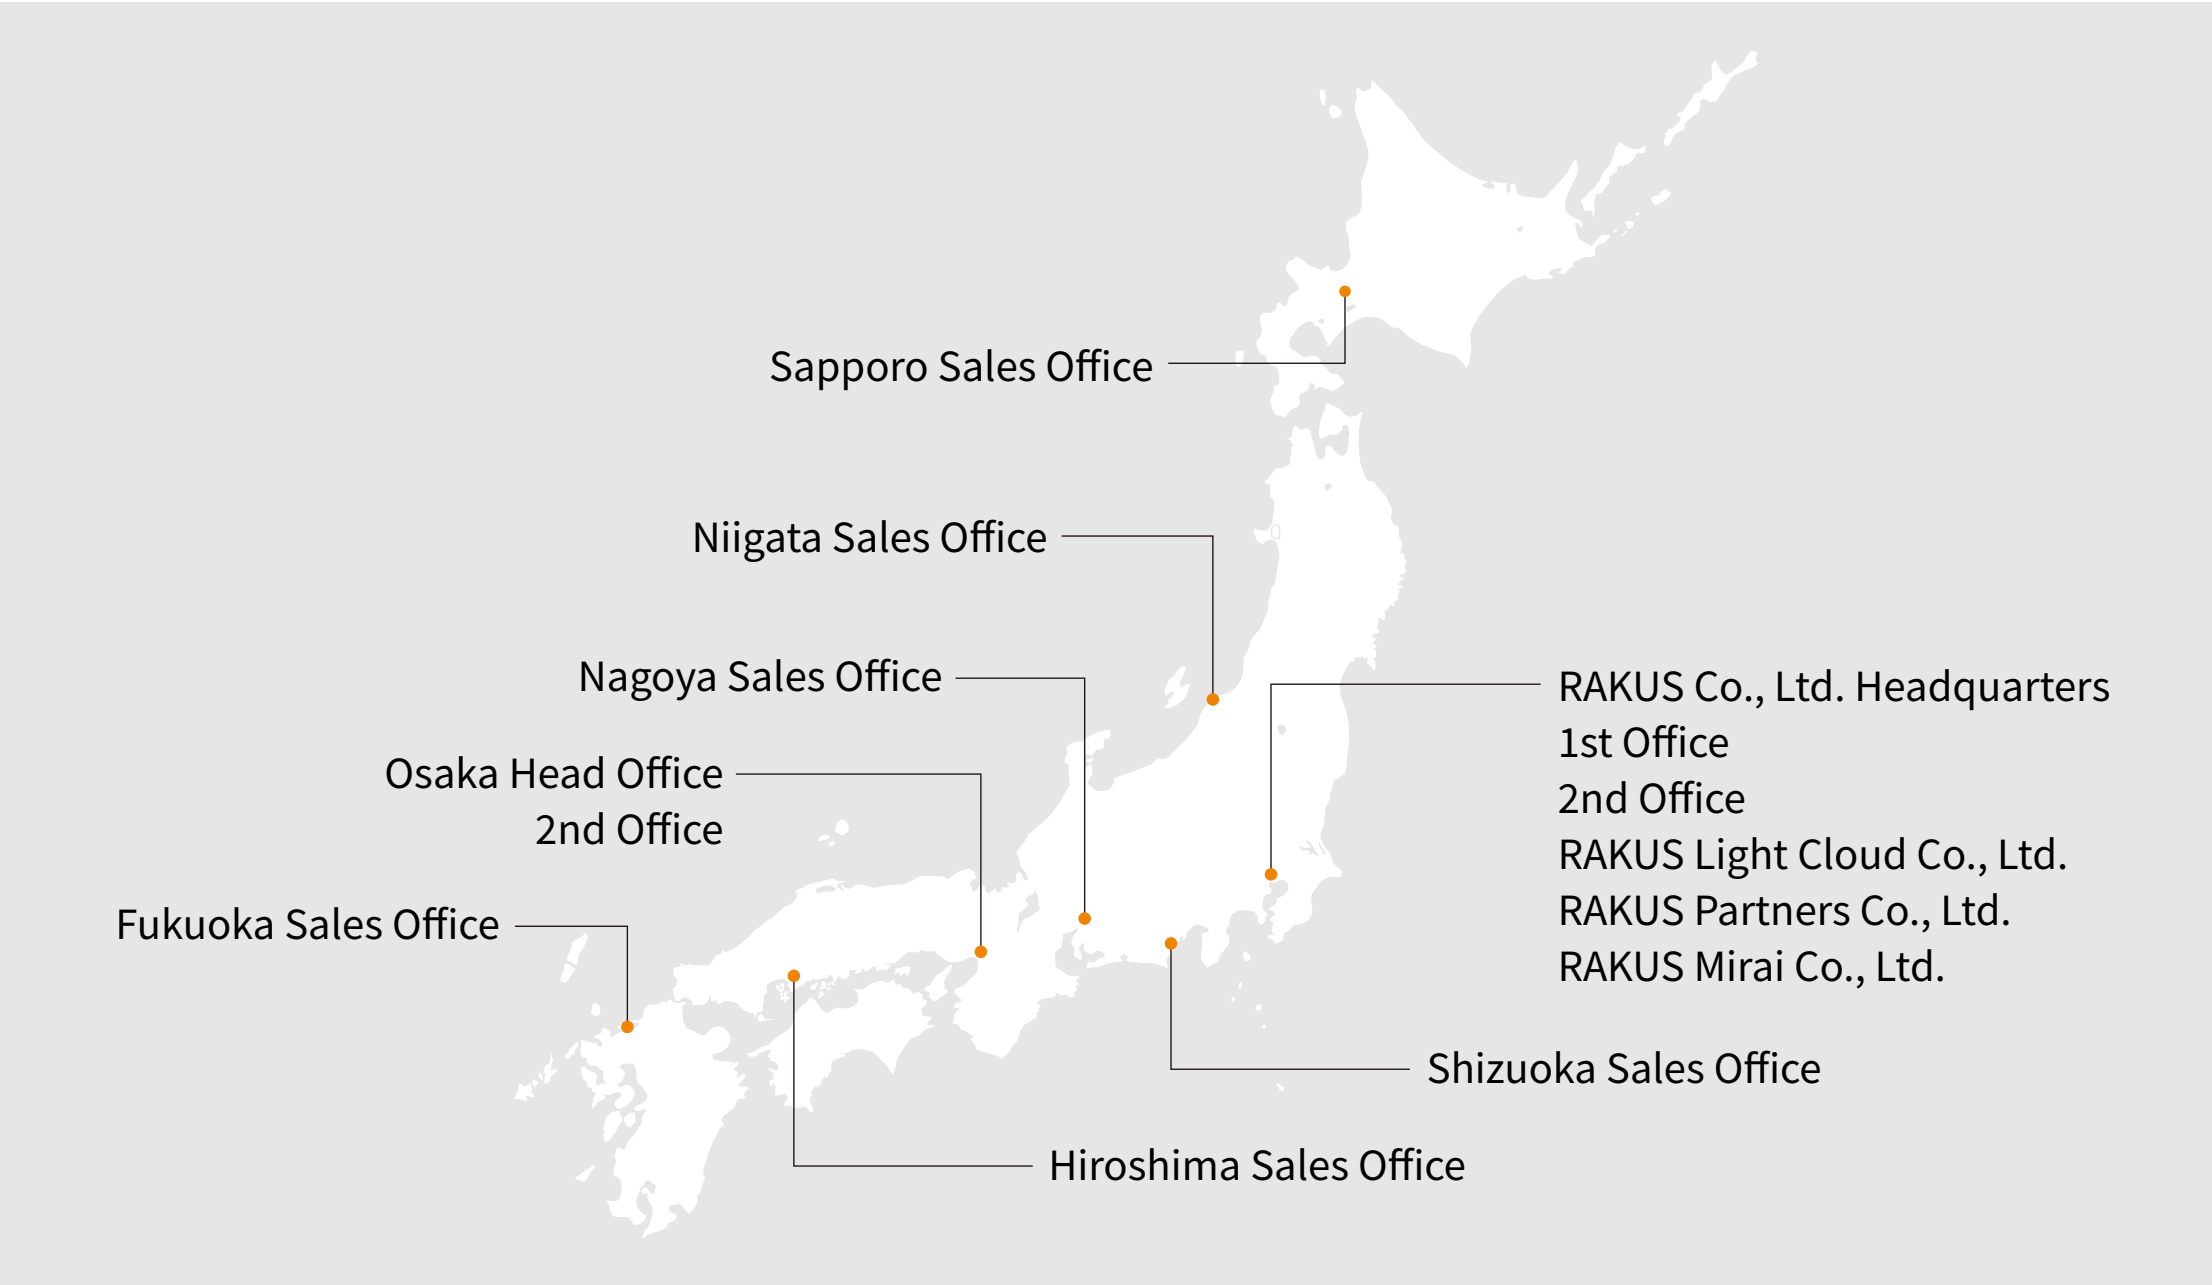 Sapporo Sales Office
Niigata Sales Office
Nagoya Sales Office
Osaka Head Office
2nd Office
Fukuoka Sales Office
RAKUS Co., Ltd. Headquarters
1st Office
2nd Office
RAKUS Light Cloud Co., Ltd.
RAKUS Partners Co., Ltd.
RAKUS Mirai Co., Ltd.
Shizuoka Sales Office
Hiroshima Sales Office